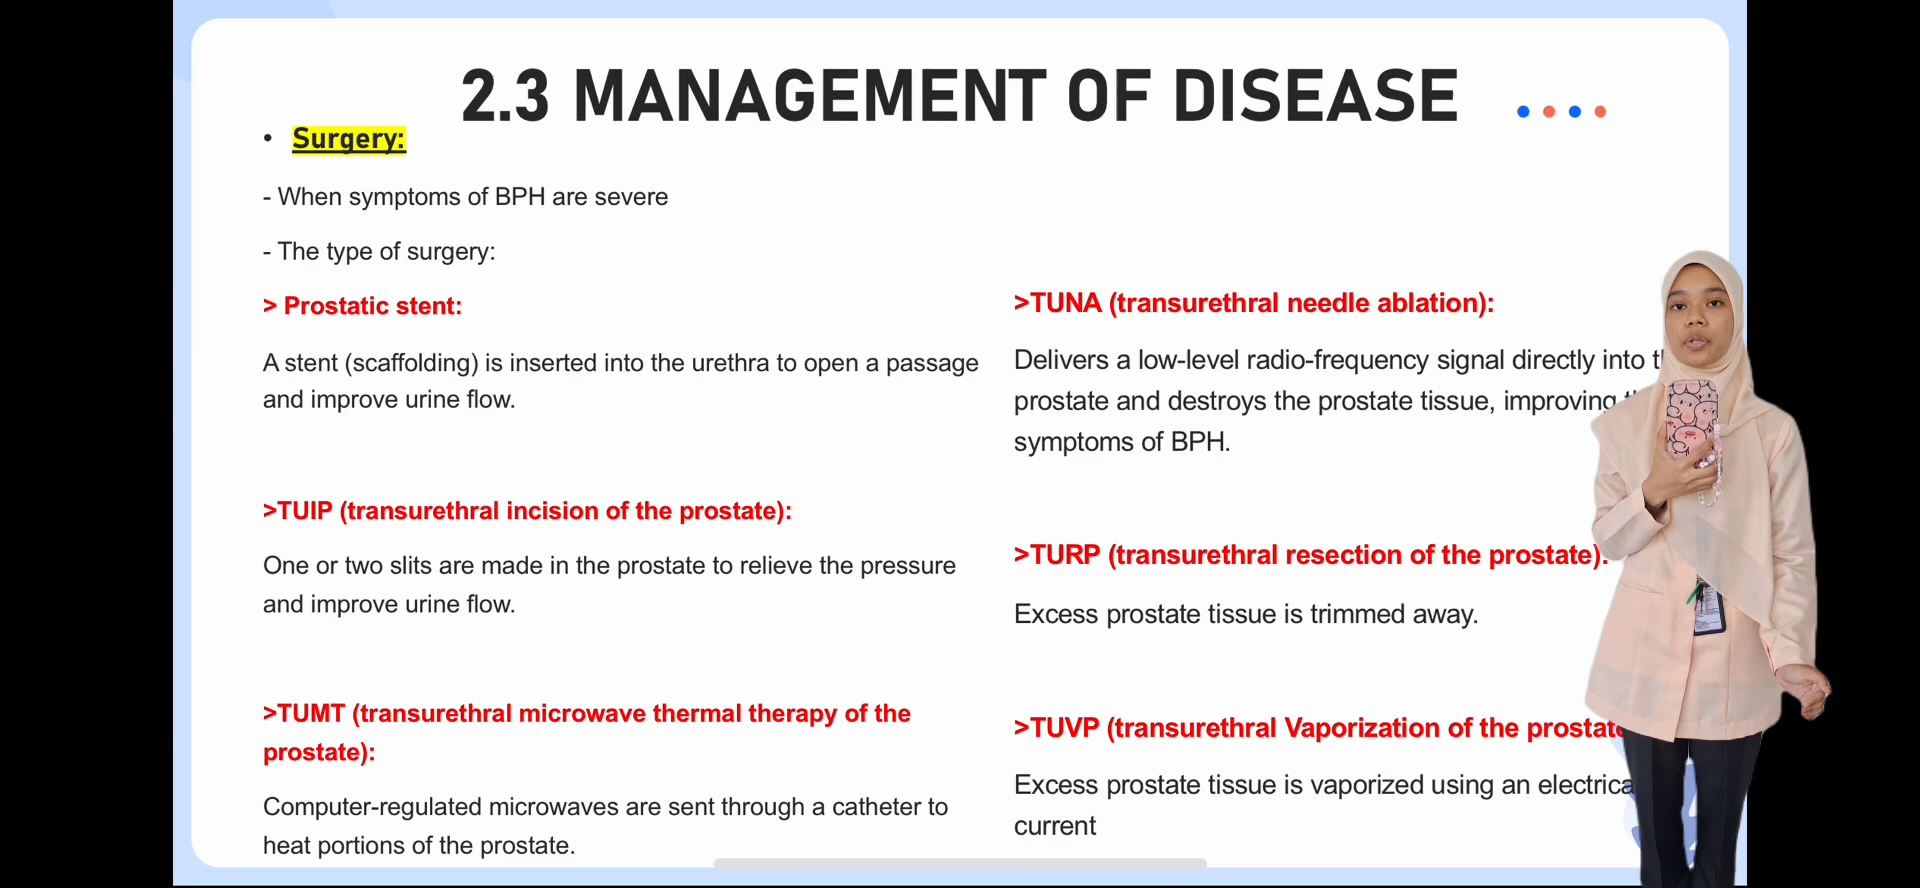 2.3 MANAGEMENT OF DISEASE
• Surgery:
- When symptoms of BPH are severe
- The type of surgery:
> Prostatic stent:
A stent (scaffolding) is inserted into the urethra to open a passage
and improve urine flow.
>TUIP (transurethral incision of the prostate):
One or two slits are made in the prostate to relieve the pressure
and improve urine flow.
>TUMT (transurethral microwave thermal therapy of the
prostate):
Computer-regulated microwaves are sent through a catheter to
heat portions of the prostate.
>TUNA (transurethral needle ablation):
Delivers a low-level radio-frequency signal directly into
prostate and destroys the prostate tissue, improving
symptoms of BPH.
>TURP (transurethral resection of the prostate):
Excess prostate tissue is trimmed away.
>TUVP (transurethral Vaporization of the
Excess prostate tissue is vaporized using an
current